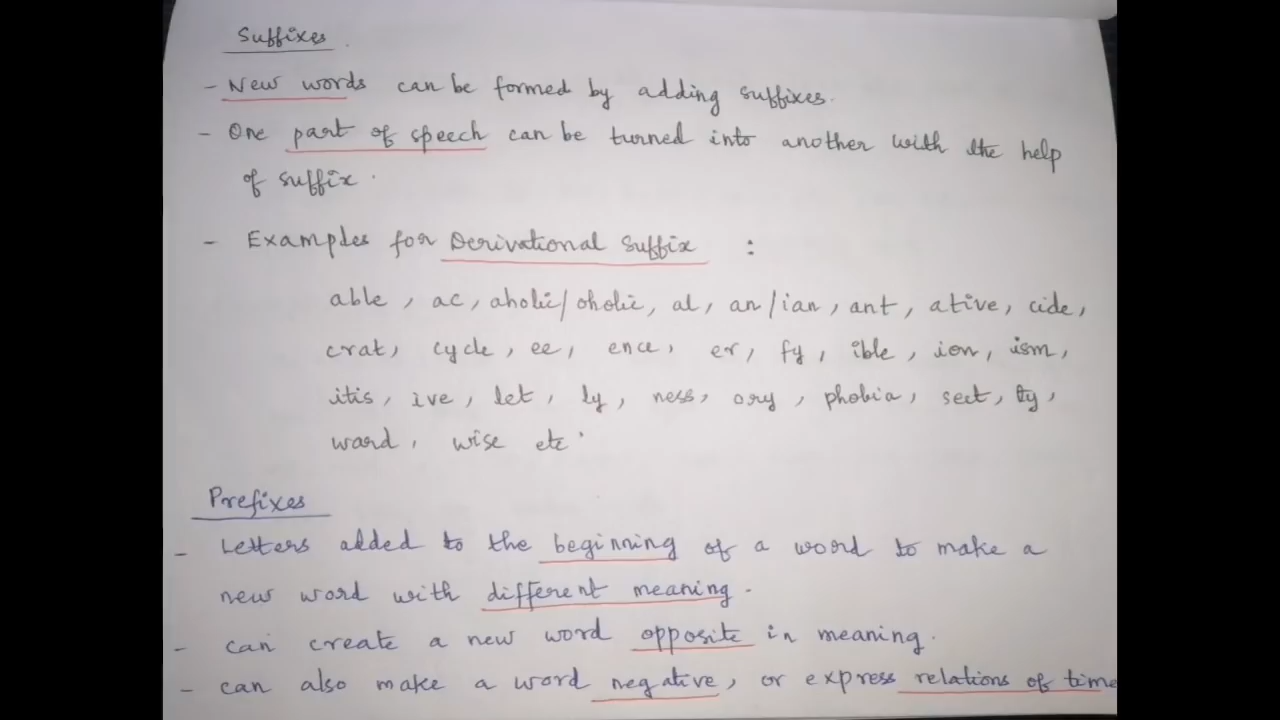 Suffixes.
- New words can be formed by adding suffixes.
- One part of speech can be turned into another with the help
of suffix.
- Examples for Derivational Suffix :
able, ac, aholic/oholic, al, an/ian, ant, ative, cide,
crat, cycle, ee, ence, er, fy, ible, ion, ism,
itis, ive, let, ly, ness, ory, phobia, sect, ty,
ward, wise etc.
Prefixes
- Letters added to the beginning of a word to make a
new word with different meaning.
- can create a new word opposite in meaning.
- can also make a word negative, or express relations of time